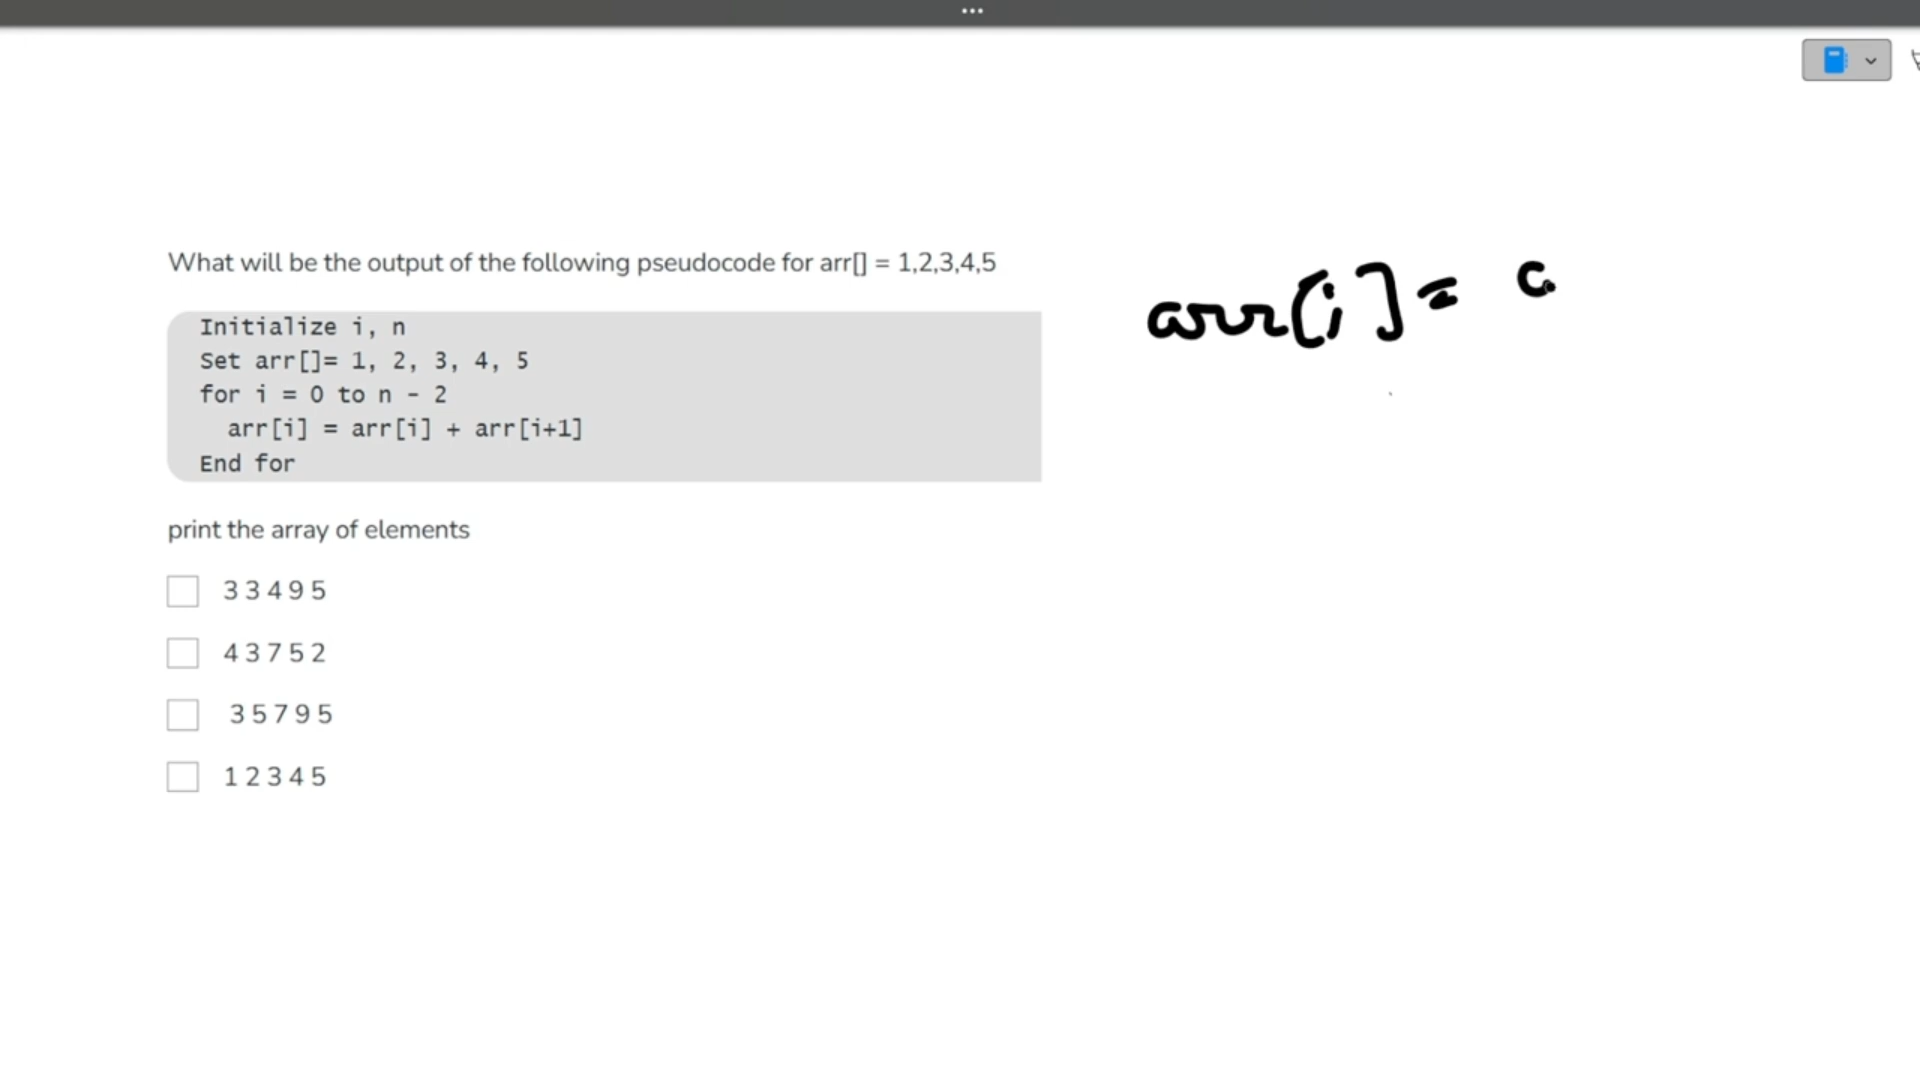 What will be the output of the following pseudocode for arr[] = 1,2,3,4,5
arr[i]= a
Initialize i, n
Set arr[]= 1, 2, 3, 4, 5
for i = 0 to n - 2
arr[i] = arr[i] + arr[i+1]
End for
print the array of elements
3 3 4 9 5
4 3 7 5 2
3 5 7 9 5
1 2 3 4 5